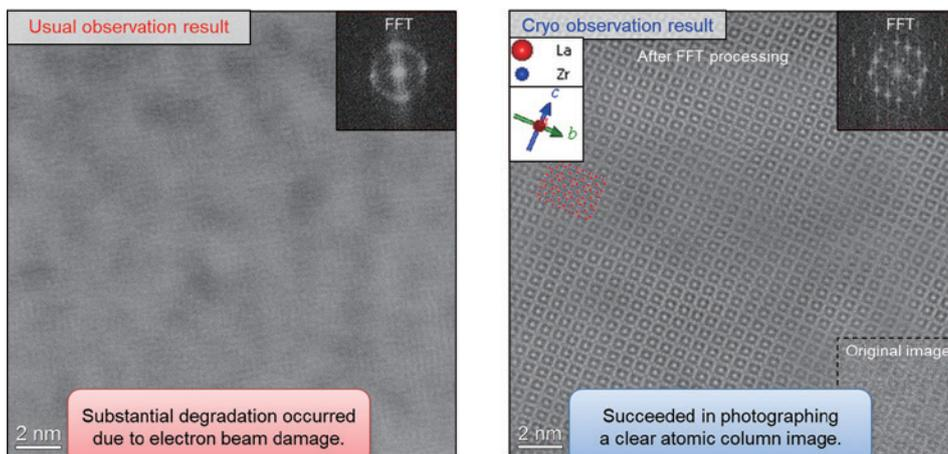 Usual observation result
FFT
2 nm
Substantial degradation occurred
due to electron beam damage.
Cryo observation result
La
Zr
c
b
After FFT processing
FFT
Original image
2 nm
Succeeded in photographing
a clear atomic column image.